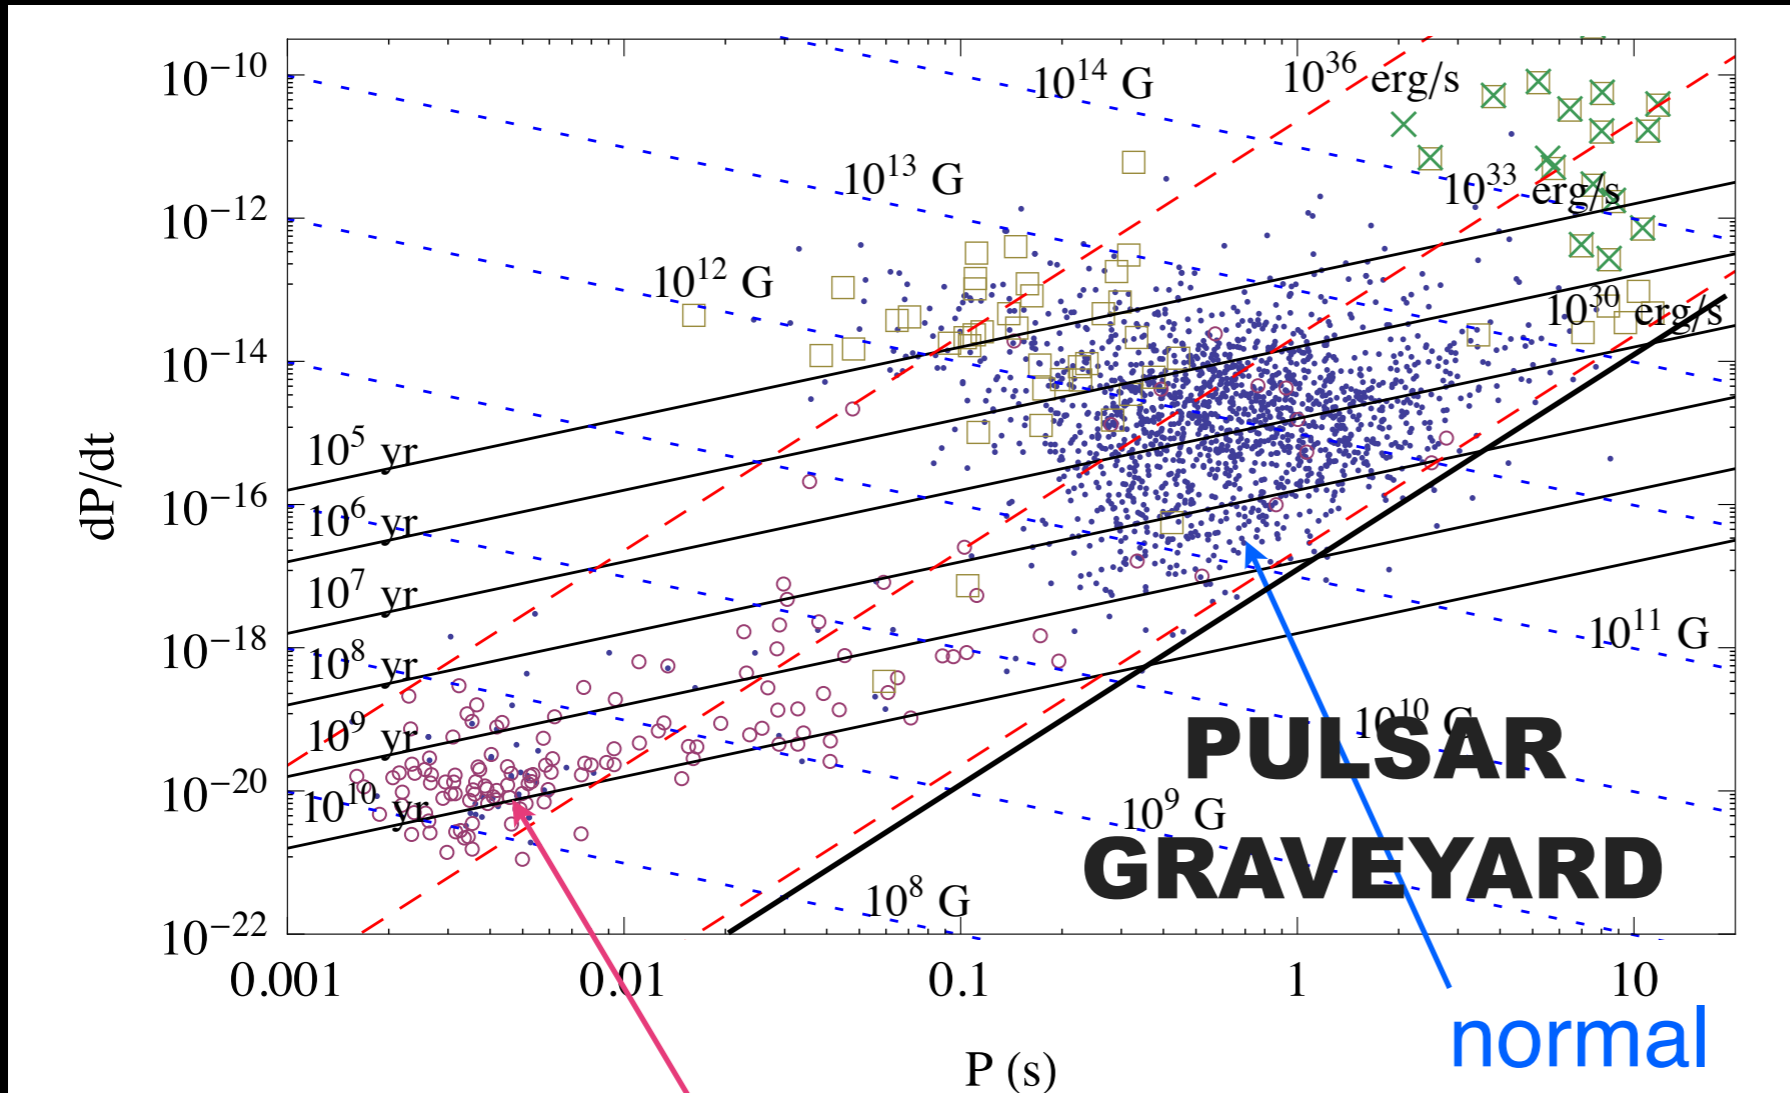 10⁻¹⁰
10⁻¹²
10⁻¹⁴
10⁻¹⁶
10⁻¹⁸
10⁻²⁰
10⁻²²
dP/dt
10¹⁴ G
10³⁶ erg/s
10¹³ G
10³³ erg/s
10¹² G
10³⁰ erg/s
10⁵ yr
10⁶ yr
10⁷ yr
10⁸ yr
10⁹ yr
10¹⁰ yr
10¹¹ G
10¹⁰ G
PULSAR
10⁹ G
GRAVEYARD
10⁸ G
0.001
0.01
0.1
1
10
P (s)
normal